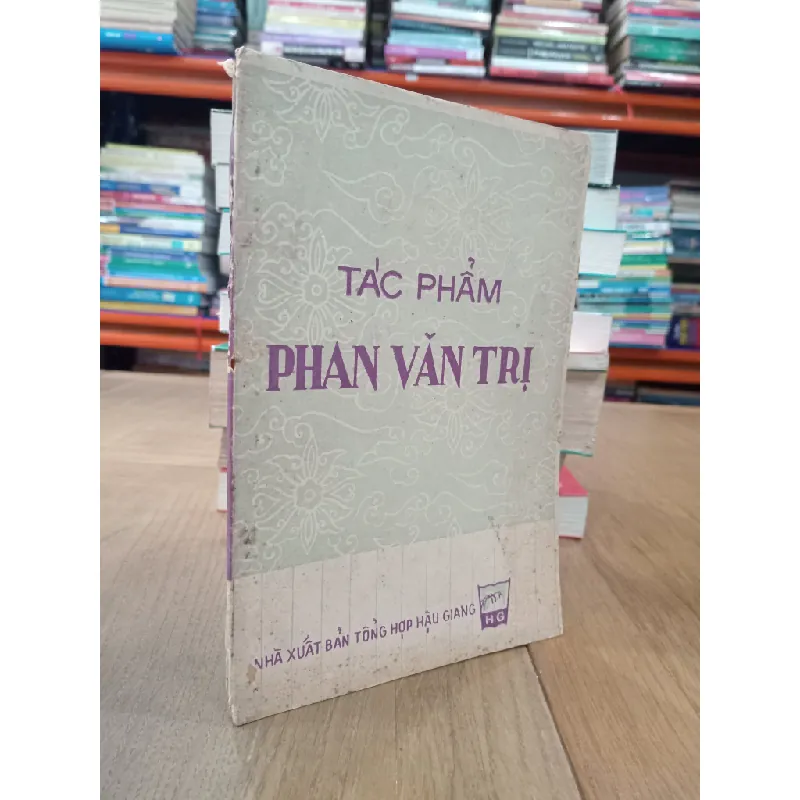 TÁC PHẨM
PHAN VĂN TRỊ
NHÀ XUẤT BẢN TỔNG HỢP HẬU GIANG
HG